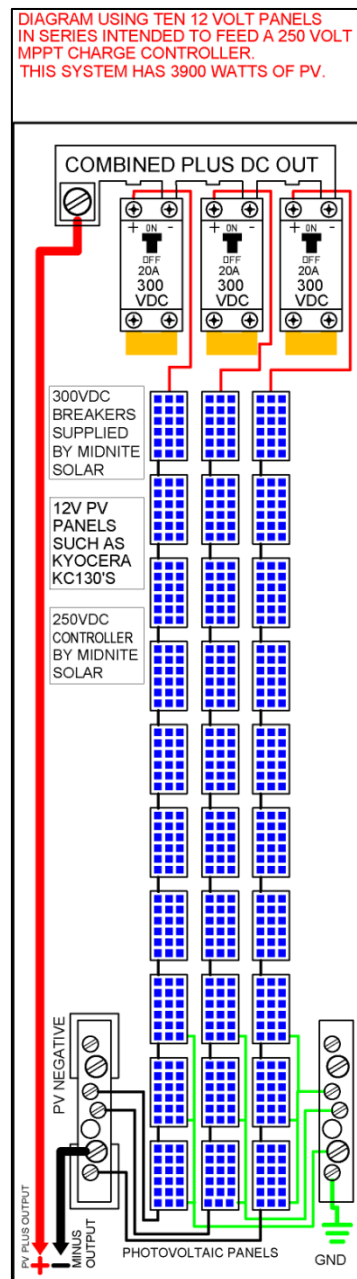 DIAGRAM USING TEN 12 VOLT PANELS
IN SERIES INTENDED TO FEED A 250 VOLT
MPPT CHARGE CONTROLLER.
THIS SYSTEM HAS 3900 WATTS OF PV.
COMBINED PLUS DC OUT
+ ON -
OFF
20A
300
VDC
+ ON -
OFF
20A
300
VDC
+ ON -
OFF
20A
300
VDC
300VDC
BREAKERS
SUPPLIED
BY MIDNITE
SOLAR
12V PV
PANELS
SUCH AS
KYOCERA
KC130'S
250VDC
CONTROLLER
BY MIDNITE
SOLAR
PV NEGATIVE
PV PLUS OUTPUT
+
−
MINUS
OUTPUT
PHOTOVOLTAIC PANELS
GND